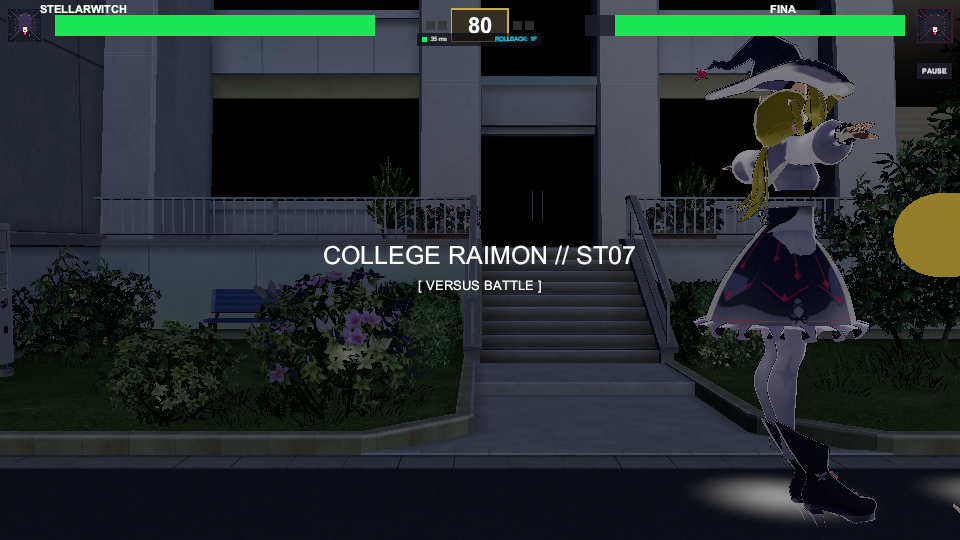 STELLARWITCH
FINA
80
35 ms
ROLLBACK: 1F
PAUSE
COLLEGE RAIMON // ST07
[ VERSUS BATTLE ]